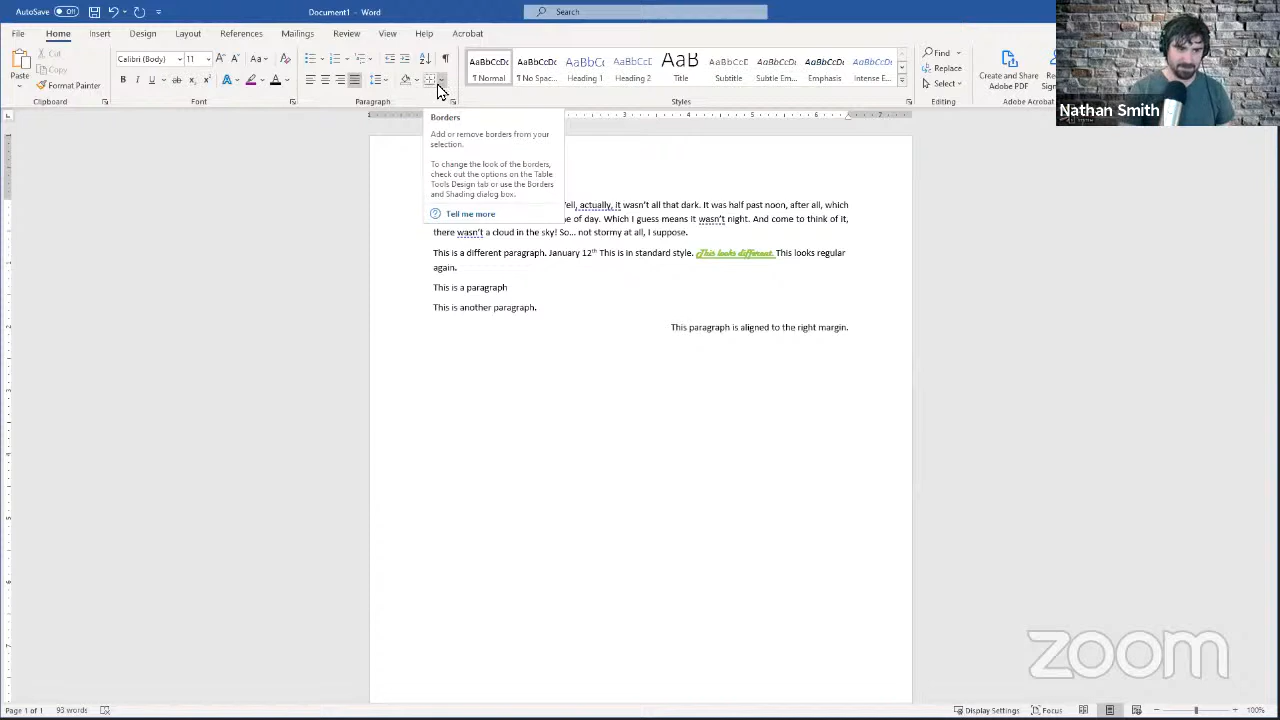 AutoSave Off Document1 - Word Search
File Home Insert Design Layout References Mailings Review View Help Acrobat
Paste Cut Copy Format Painter
Calibri (Body) 11
AaBbCcDc ¶ Normal AaBbCcDc ¶ No Spac... AaBbCc Heading 1 AaBbCcE Heading 2 AaB Title AaBbCcD Subtitle AaBbCcDc Subtle Em... AaBbCcDc Emphasis AaBbCcDc Intense E...
Find Replace Select
Create and Share Adobe PDF
Clipboard Font Paragraph Styles Editing Adobe Acrobat
Nathan Smith
Borders
Add or remove borders from your
selection.
To change the look of the borders,
check out the options on the Table
Tools Design tab or use the Borders
and Shading dialog box.
Tell me more
actually, it wasn't all that dark. It was half past noon, after all, which
of day. Which I guess means it wasn't night. And come to think of it,
there wasn't a cloud in the sky! So... not stormy at all, I suppose.
This is a different paragraph. January 12th This is in standard style. This looks different. This looks regular
again.
This is a paragraph
This is another paragraph.
This paragraph is aligned to the right margin.
zoom
Page 1 of 1 93 words Display Settings Focus 100%